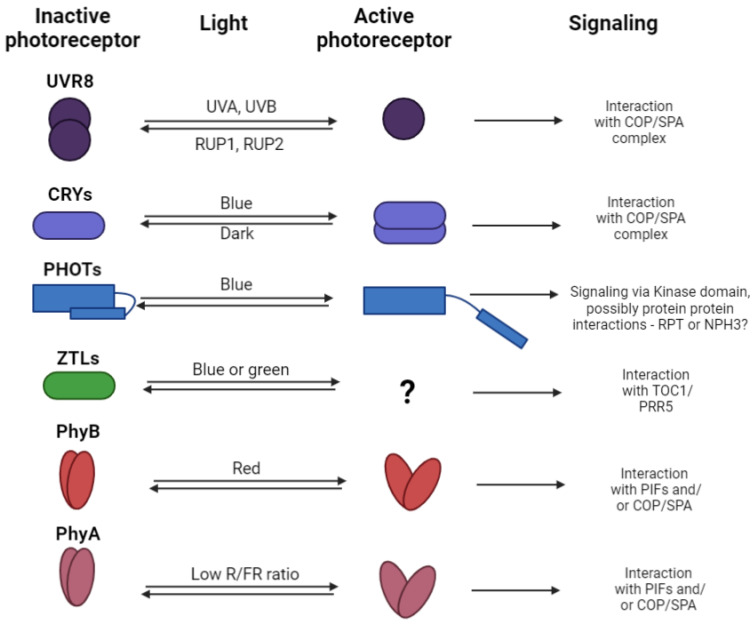 Inactive
photoreceptor
Light
Active
photoreceptor
Signaling
UVR8
UVA, UVB
RUP1, RUP2
Interaction
with COP/SPA
complex
CRYs
Blue
Dark
Interaction
with COP/SPA
complex
PHOTs
Blue
Signaling via Kinase domain,
possibly protein protein
interactions - RPT or NPH3?
ZTLs
Blue or green
?
Interaction
with TOC1/
PRR5
PhyB
Red
Interaction
with PIFs and/
or COP/SPA
PhyA
Low R/FR ratio
Interaction
with PIFs and/
or COP/SPA